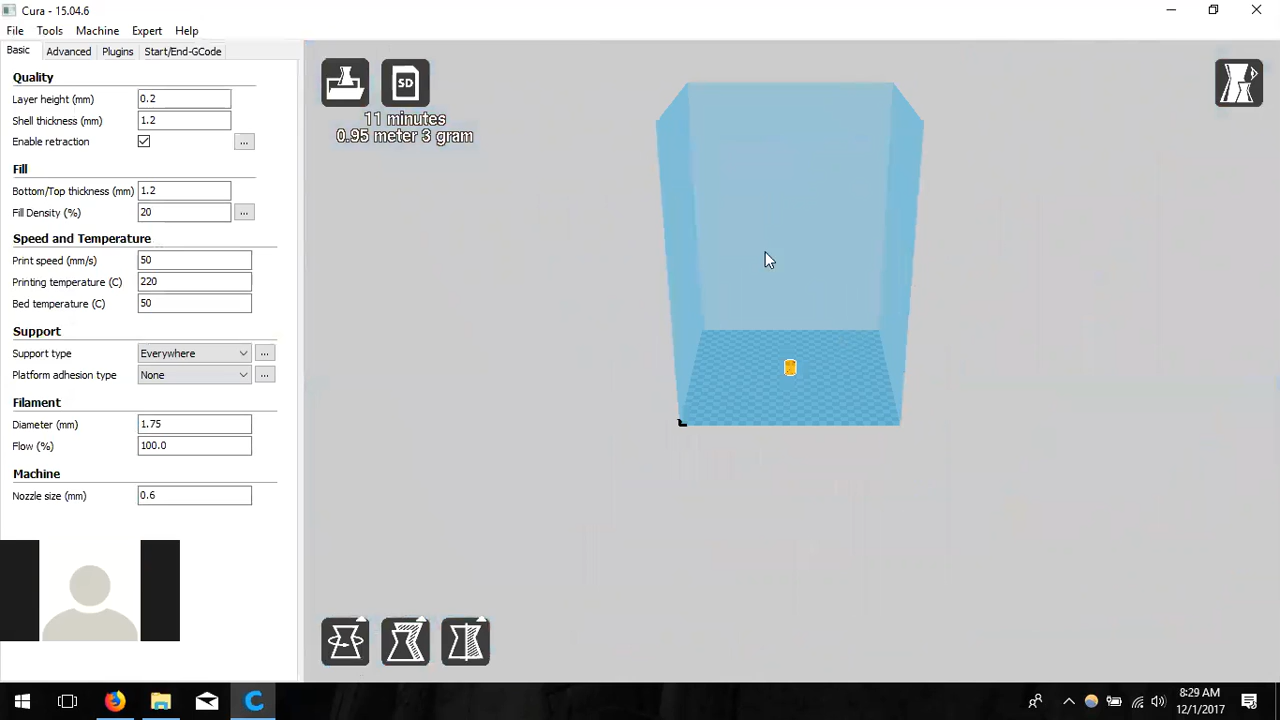 Cura - 15.04.6
File Tools Machine Expert Help
Basic Advanced Plugins Start/End-GCode
Quality
Layer height (mm) 0.2
Shell thickness (mm) 1.2
Enable retraction ...
Fill
Bottom/Top thickness (mm) 1.2
Fill Density (%) 20 ...
Speed and Temperature
Print speed (mm/s) 50
Printing temperature (C) 220
Bed temperature (C) 50
Support
Support type Everywhere ...
Platform adhesion type None ...
Filament
Diameter (mm) 1.75
Flow (%) 100.0
Machine
Nozzle size (mm) 0.6
SD
11 minutes
0.95 meter 3 gram
8:29 AM
12/1/2017